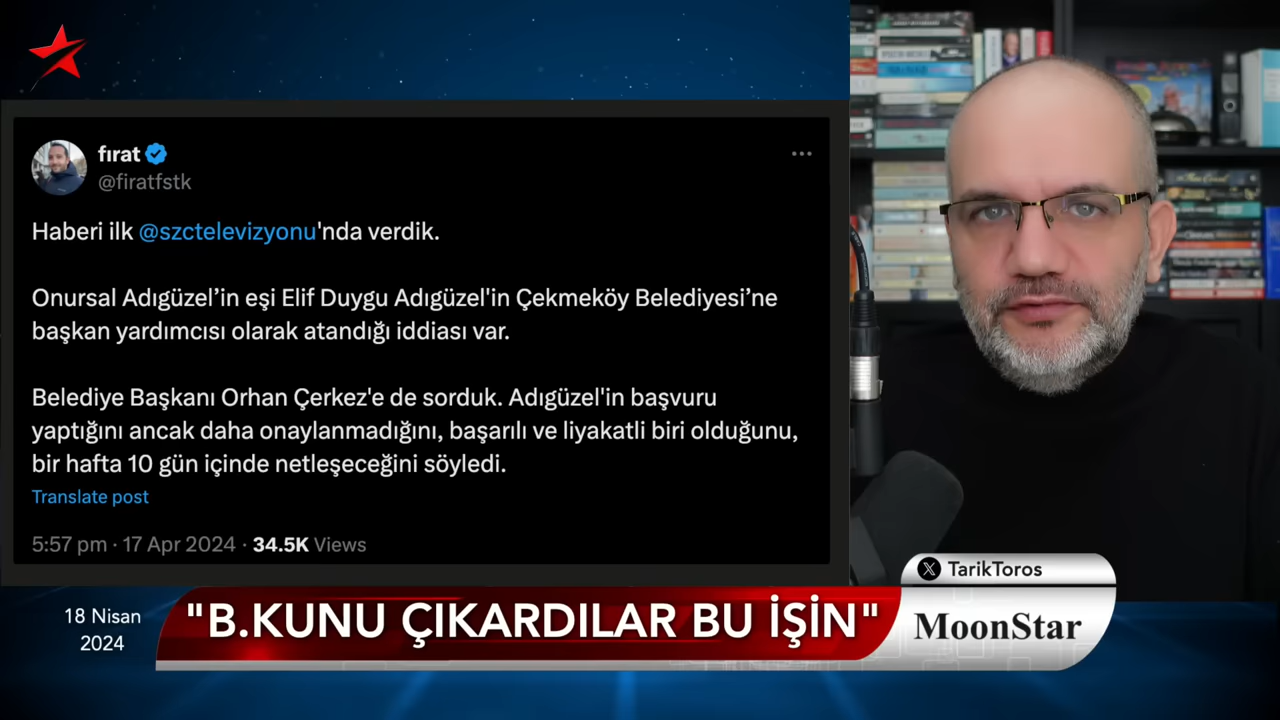 fırat
@firatfstk
Haberi ilk @szctelevizyonu'nda verdik.
Onursal Adıgüzel’in eşi Elif Duygu Adıgüzel'in Çekmeköy Belediyesi’ne
başkan yardımcısı olarak atandığı iddiası var.
Belediye Başkanı Orhan Çerkez'e de sorduk. Adıgüzel'in başvuru
yaptığını ancak daha onaylanmadığını, başarılı ve liyakatli biri olduğunu,
bir hafta 10 gün içinde netleşeceğini söyledi.
Translate post
5:57 pm · 17 Apr 2024 · 34.5K Views
TarikToros
18 Nisan
2024
"B.KUNU ÇIKARDILAR BU İŞİN"
MoonStar